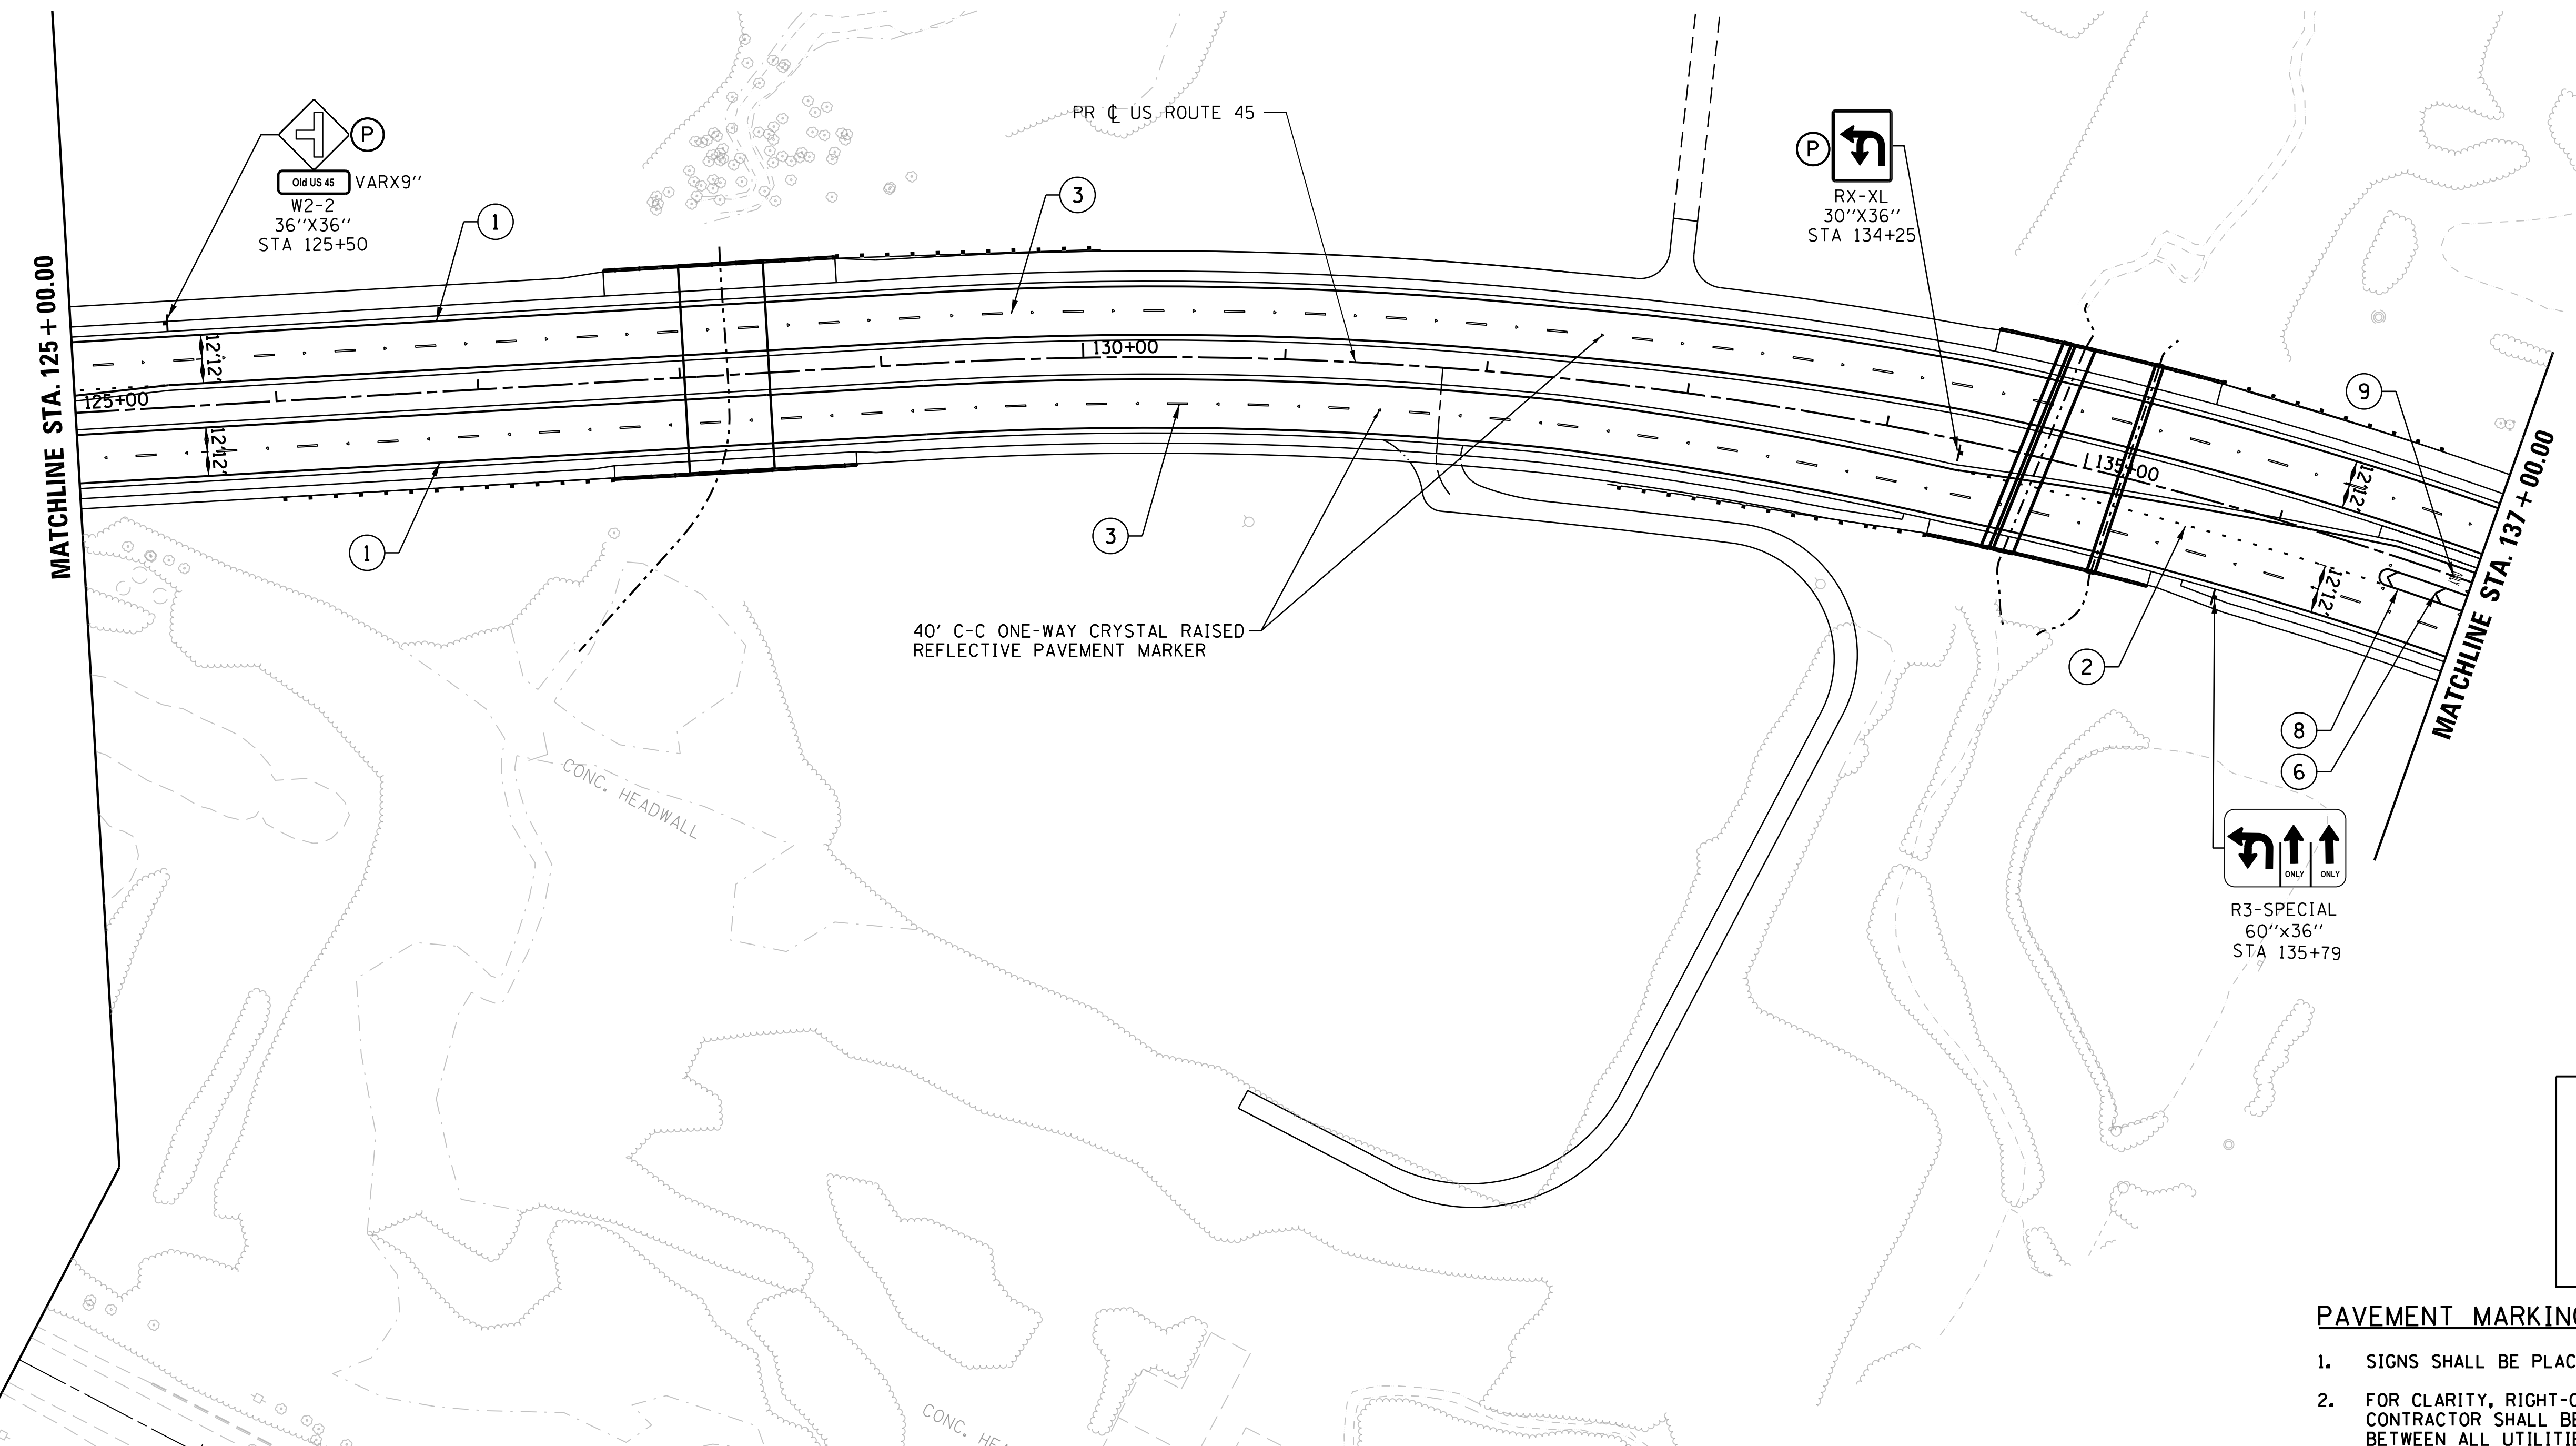 MATCHLINE STA. 125+00.00
P
Old US 45
VARX9"
W2-2
36"X36"
STA 125+50
1
1
12'
12'
12'
12'
125+00
PR ℄ US ROUTE 45
3
3
130+00
40' C-C ONE-WAY CRYSTAL RAISED
REFLECTIVE PAVEMENT MARKER
P
RX-XL
30"X36"
STA 134+25
135+00
12'
12'
12'
12'
9
2
8
6
MATCHLINE STA. 137+00.00
ONLY
ONLY
R3-SPECIAL
60"x36"
STA 135+79
CONC. HEADWALL
CONC. HE
PAVEMENT MARKING
1. SIGNS SHALL BE PLAC
2. FOR CLARITY, RIGHT-O
CONTRACTOR SHALL BE
BETWEEN ALL UTILITIE